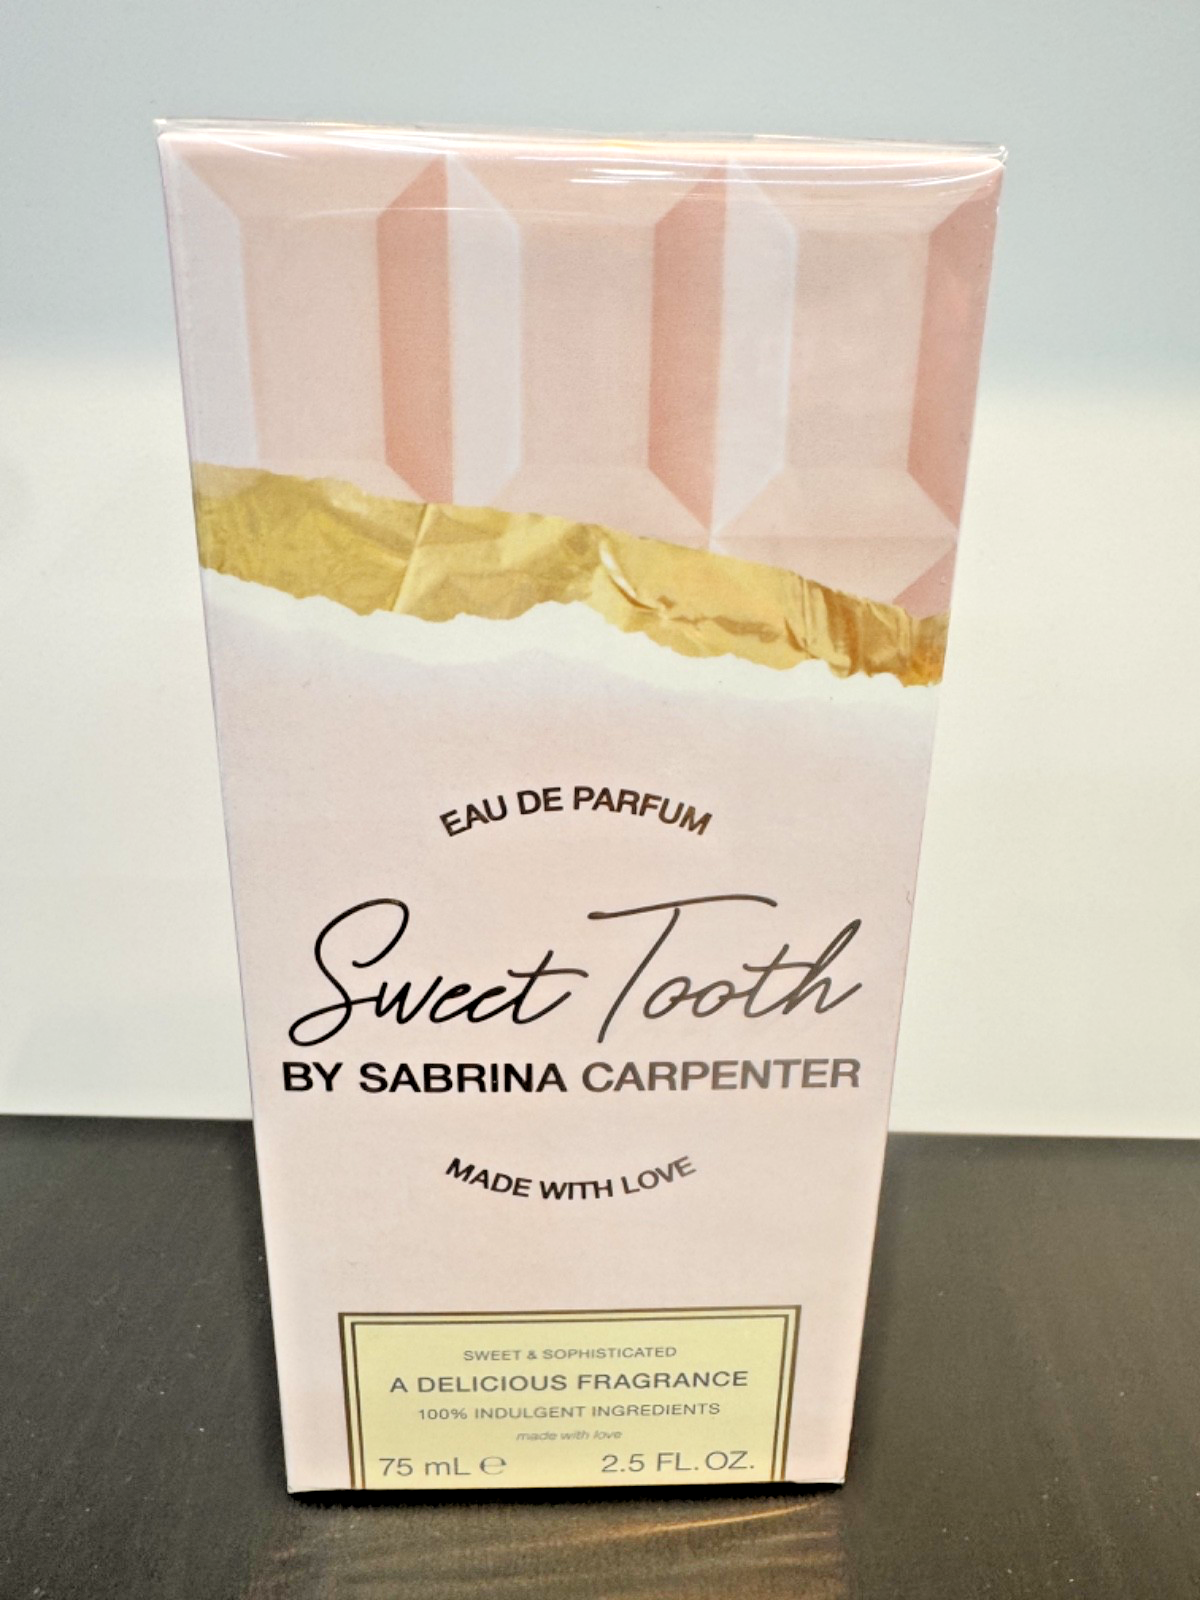 EAU DE PARFUM
Sweet Tooth
BY SABRINA CARPENTER
MADE WITH LOVE
SWEET & SOPHISTICATED
A DELICIOUS FRAGRANCE
100% INDULGENT INGREDIENTS
made with love
75 mL ℮ 2.5 FL. OZ.